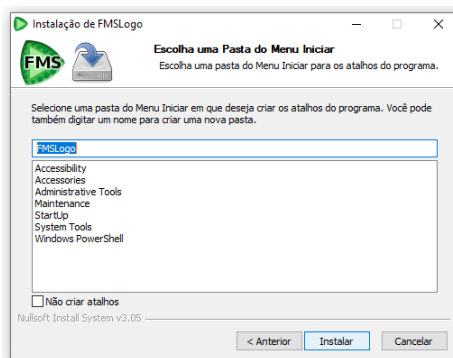 Instalação de FMSLogo
FMS
Escolha uma Pasta do Menu Iniciar
Escolha uma pasta do Menu Iniciar para os atalhos do programa.
Selecione uma pasta do Menu Iniciar em que deseja criar os atalhos do programa. Você pode
também digitar um nome para criar uma nova pasta.
FMSLogo
Accessibility
Accessories
Administrative Tools
Maintenance
StartUp
System Tools
Windows PowerShell
Não criar atalhos
Nullsoft Install System v3.05
< Anterior Instalar Cancelar